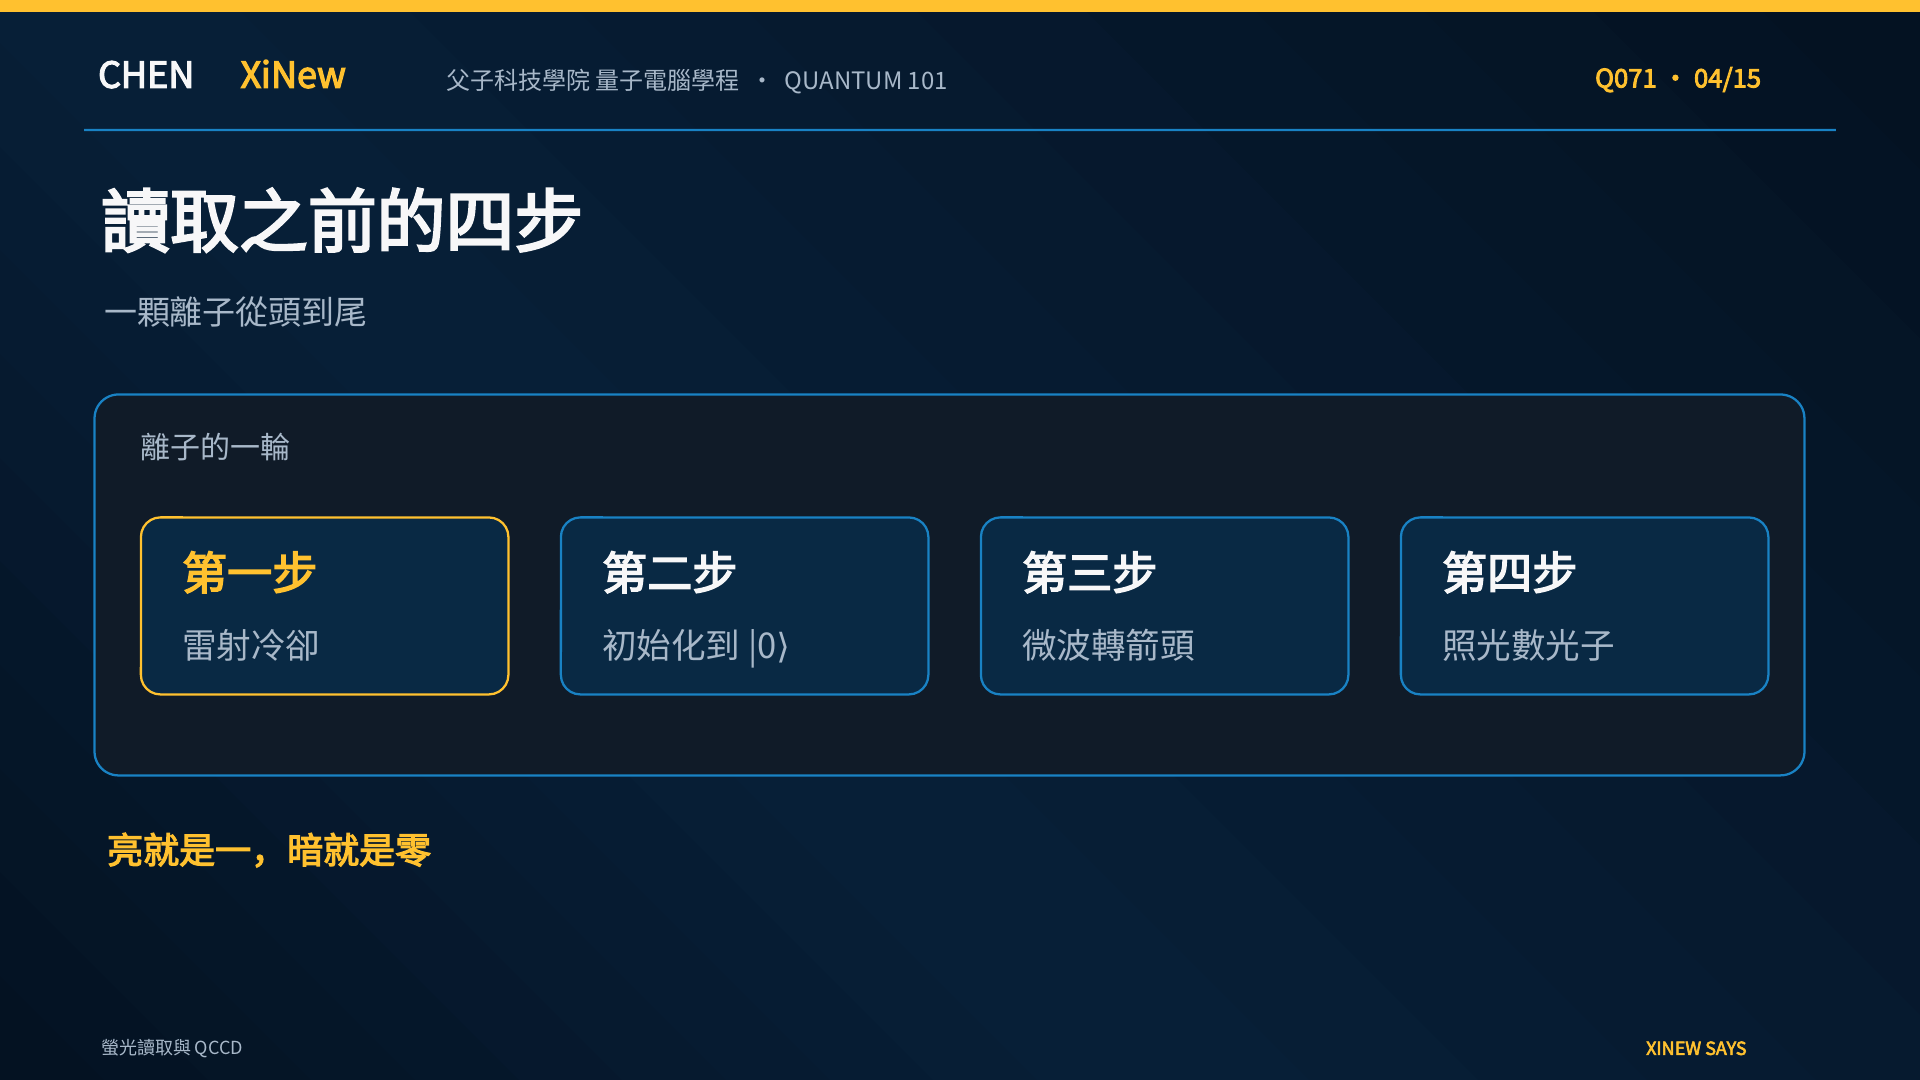 CHEN XiNew 父子科技學院 量子電腦學程 · QUANTUM 101 Q071 · 04/15
讀取之前的四步
一顆離子從頭到尾
離子的一輪
第一步
雷射冷卻
第二步
初始化到 |0⟩
第三步
微波轉箭頭
第四步
照光數光子
亮就是一，暗就是零
螢光讀取與 QCCD
XINEW SAYS